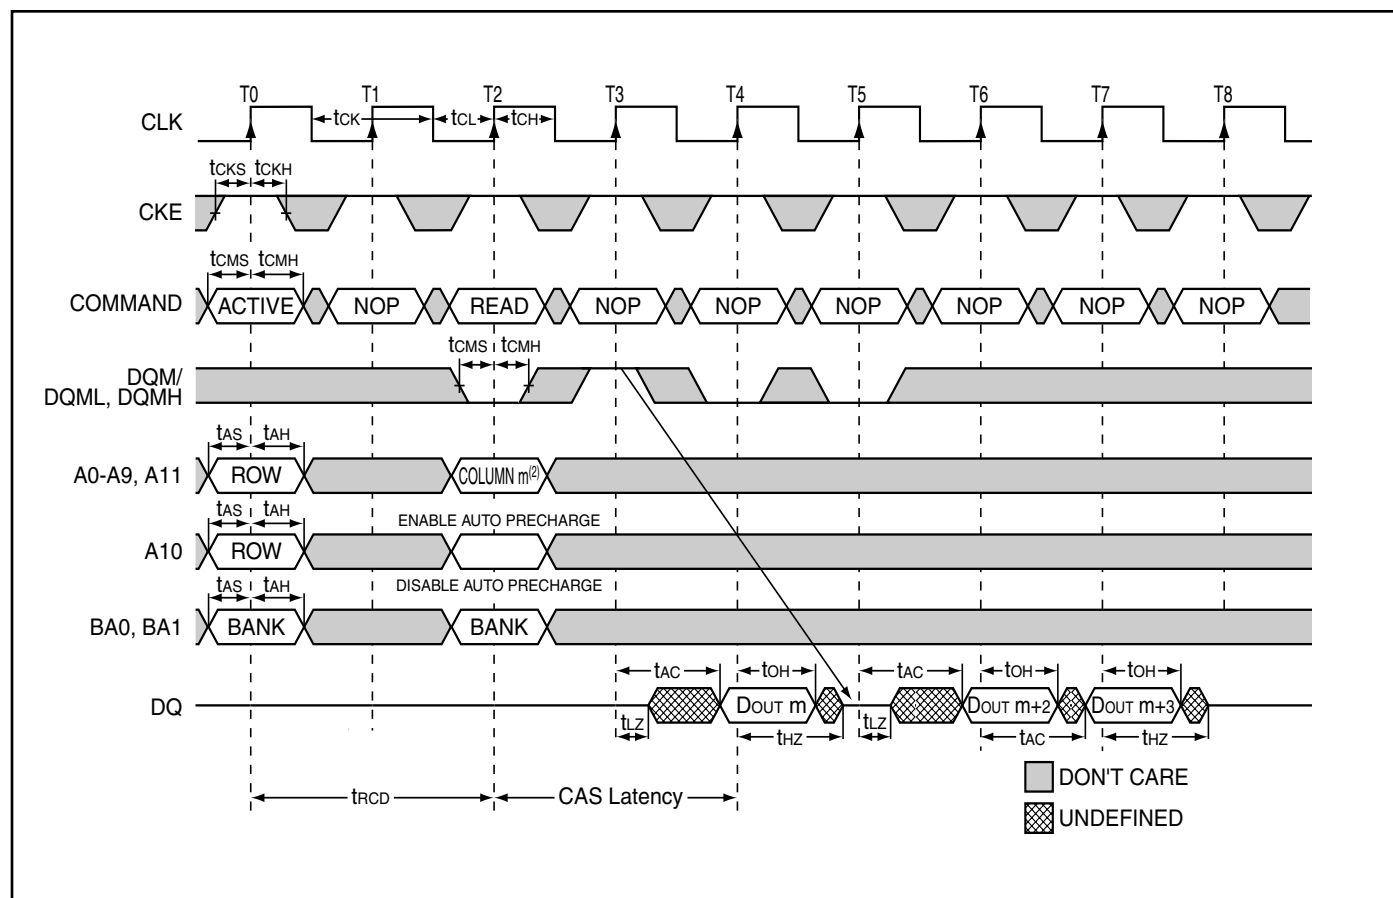 T0 T1 T2 T3 T4 T5 T6 T7 T8
CLK tCK tCL tCH
tCKS tCKH
CKE
tCMS tCMH
COMMAND ACTIVE NOP READ NOP NOP NOP NOP NOP NOP
tCMS tCMH
DQM/
DQML, DQMH
tAS tAH
A0-A9, A11 ROW COLUMN m(2)
tAS tAH ENABLE AUTO PRECHARGE
A10 ROW
tAS tAH DISABLE AUTO PRECHARGE
BA0, BA1 BANK BANK
tAC tOH tAC tOH tOH
DQ DOUT m DOUT m+2 DOUT m+3
tLZ tHZ tLZ tAC tHZ
DON'T CARE
tRCD CAS Latency
UNDEFINED